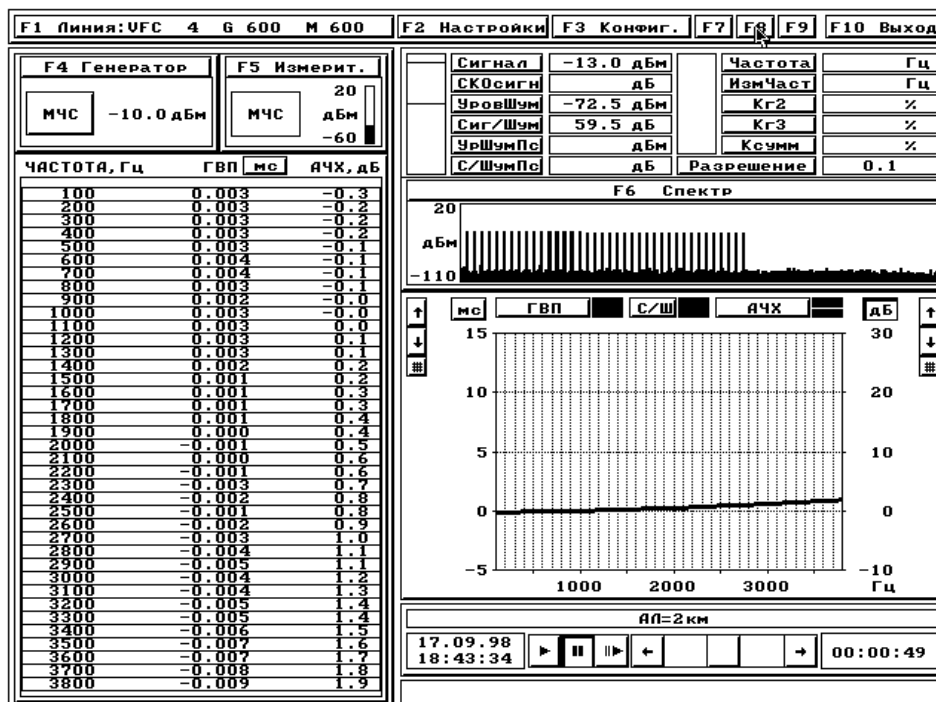 F1 Линия:VFC 4 G 600 M 600 F2 Настройки F3 Конфиг. F7 F8 F9 F10 Выход
F4 Генератор F5 Измерит.
МЧС -10.0 дБм МЧС 20 дБм -60
Сигнал -13.0 дБм Частота Гц
СКОсигн дБ ИзмЧаст Гц
УровШум -72.5 дБм Кг2 %
Сиг/Шум 59.5 дБ Кг3 %
УрШумПс дБм Ксумм %
С/ШумПс дБ Разрешение 0.1
ЧАСТОТА,Гц ГВП мс АЧХ,дБ
100 0.003 -0.3
200 0.003 -0.2
300 0.003 -0.2
400 0.003 -0.2
500 0.003 -0.1
600 0.004 -0.1
700 0.004 -0.1
800 0.003 -0.1
900 0.002 -0.0
1000 0.003 -0.0
1100 0.003 0.0
1200 0.003 0.1
1300 0.003 0.1
1400 0.002 0.2
1500 0.001 0.2
1600 0.001 0.3
1700 0.001 0.3
1800 0.001 0.4
1900 0.000 0.4
2000 -0.001 0.5
2100 0.000 0.6
2200 -0.001 0.6
2300 -0.003 0.7
2400 -0.002 0.8
2500 -0.001 0.8
2600 -0.002 0.9
2700 -0.003 1.0
2800 -0.004 1.1
2900 -0.005 1.1
3000 -0.004 1.2
3100 -0.004 1.3
3200 -0.005 1.4
3300 -0.005 1.4
3400 -0.006 1.5
3500 -0.007 1.6
3600 -0.007 1.7
3700 -0.008 1.8
3800 -0.009 1.9
F6 Спектр
20
дБм
-110
мс ГВП С/Ш АЧХ дБ
15 30
10 20
5 10
0 0
-5 -10
1000 2000 3000 Гц
АЛ=2км
17.09.98
18:43:34
00:00:49